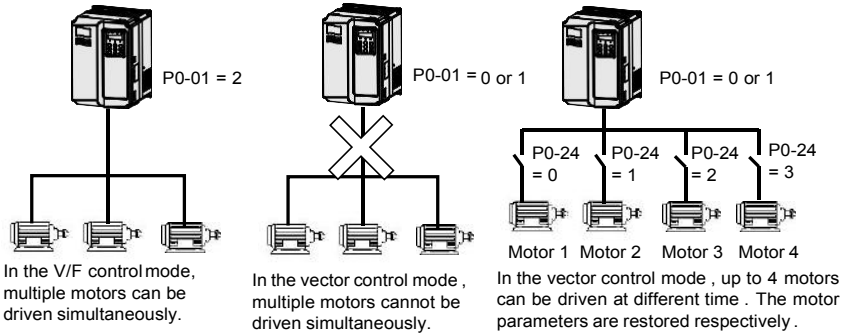 P0-01 = 2
In the V/F control mode,
multiple motors can be
driven simultaneously.
P0-01 = 0 or 1
In the vector control mode ,
multiple motors cannot be
driven simultaneously.
P0-01 = 0 or 1
P0-24
= 0
P0-24
= 1
P0-24
= 2
P0-24
= 3
Motor 1 Motor 2 Motor 3 Motor 4
In the vector control mode , up to 4 motors
can be driven at different time . The motor
parameters are restored respectively .